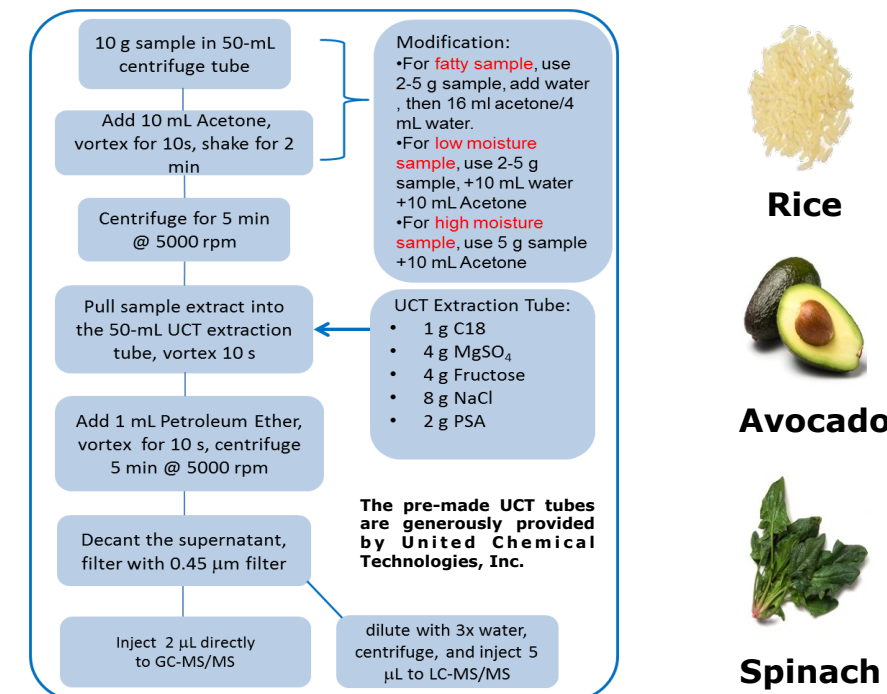 10 g sample in 50-mL
centrifuge tube
Add 10 mL Acetone,
vortex for 10s, shake for 2
min
Centrifuge for 5 min
@ 5000 rpm
Pull sample extract into
the 50-mL UCT extraction
tube, vortex 10 s
Add 1 mL Petroleum Ether,
vortex for 10 s, centrifuge
5 min @ 5000 rpm
Decant the supernatant,
filter with 0.45 μm filter
Inject 2 μL directly
to GC-MS/MS
dilute with 3x water,
centrifuge, and inject 5
μL to LC-MS/MS
Modification:
•For fatty sample, use
2-5 g sample, add water
, then 16 ml acetone/4
mL water.
•For low moisture
sample, use 2-5 g
sample, +10 mL water
+10 mL Acetone
•For high moisture
sample, use 5 g sample
+10 mL Acetone
UCT Extraction Tube:
• 1 g C18
• 4 g MgSO₄
• 4 g Fructose
• 8 g NaCl
• 2 g PSA
The pre-made UCT tubes
are generously provided
by United Chemical
Technologies, Inc.
Rice
Avocado
Spinach